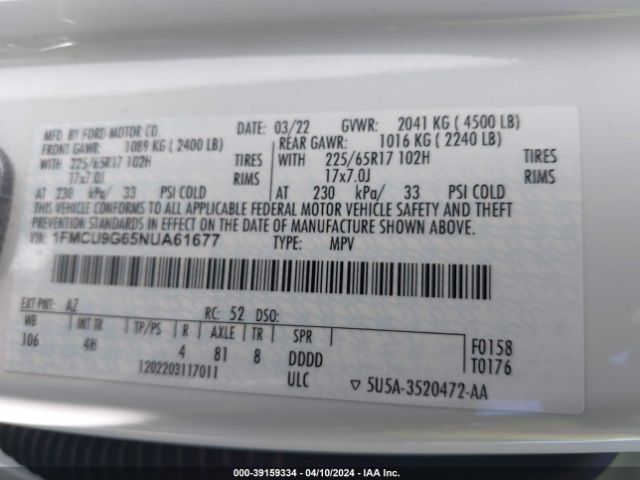 MFD. BY FORD MOTOR CO.
DATE: 03/22 GVWR: 2041 KG ( 4500 LB)
FRONT GAWR: 1089 KG ( 2400 LB)
REAR GAWR: 1016 KG ( 2240 LB)
WITH 225/65R17 102H TIRES
WITH 225/65R17 102H TIRES
17x7.0J RIMS
17x7.0J RIMS
AT 230 kPa/ 33 PSI COLD
AT 230 kPa/ 33 PSI COLD
THIS VEHICLE CONFORMS TO ALL APPLICABLE FEDERAL MOTOR VEHICLE SAFETY AND THEFT
PREVENTION STANDARDS IN EFFECT ON THE DATE OF MANUFACTURE SHOWN ABOVE.
VIN: 1FMCU9G65NUA61677 TYPE: MPV
EXT PNT: AZ RC: 52 DSO:
WB INT TR TP/PS R AXLE TR SPR
106 4H 4 81 8 DDDD
F0158
T0176
1202203117011 ULC ▽ 5U5A-3520472-AA
000-39159334 - 04/10/2024 - IAA Inc.